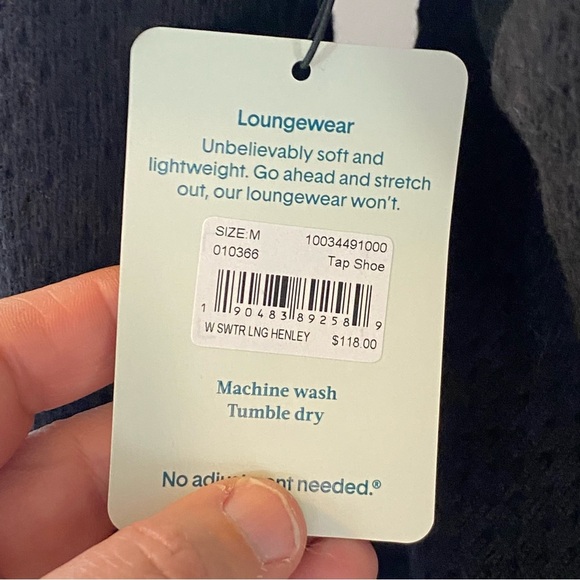 Loungewear
Unbelievably soft and
lightweight. Go ahead and stretch
out, our loungewear won't.
SIZE:M 10034491000
010366 Tap Shoe
1 90483 89258 9
W SWTR LNG HENLEY $118.00
Machine wash
Tumble dry
No needed.®